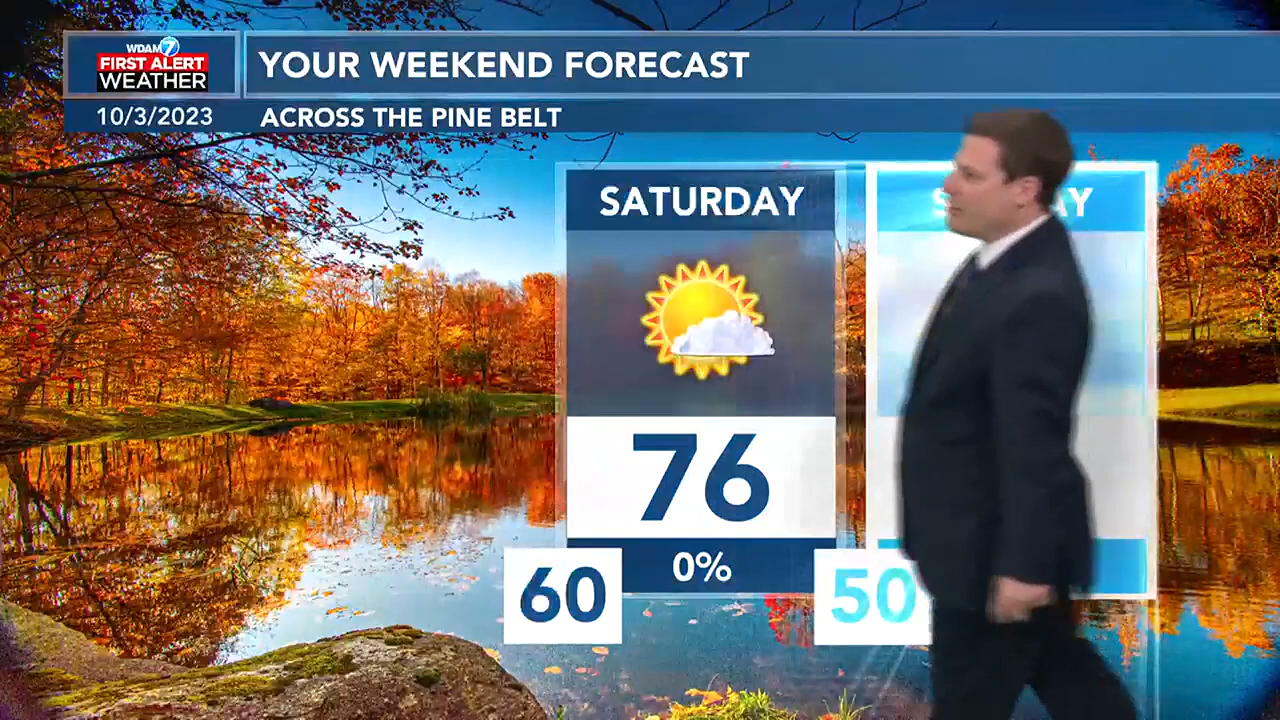 WDAM 7
FIRST ALERT
WEATHER
YOUR WEEKEND FORECAST
10/3/2023
ACROSS THE PINE BELT
SATURDAY
76
0%
60
50